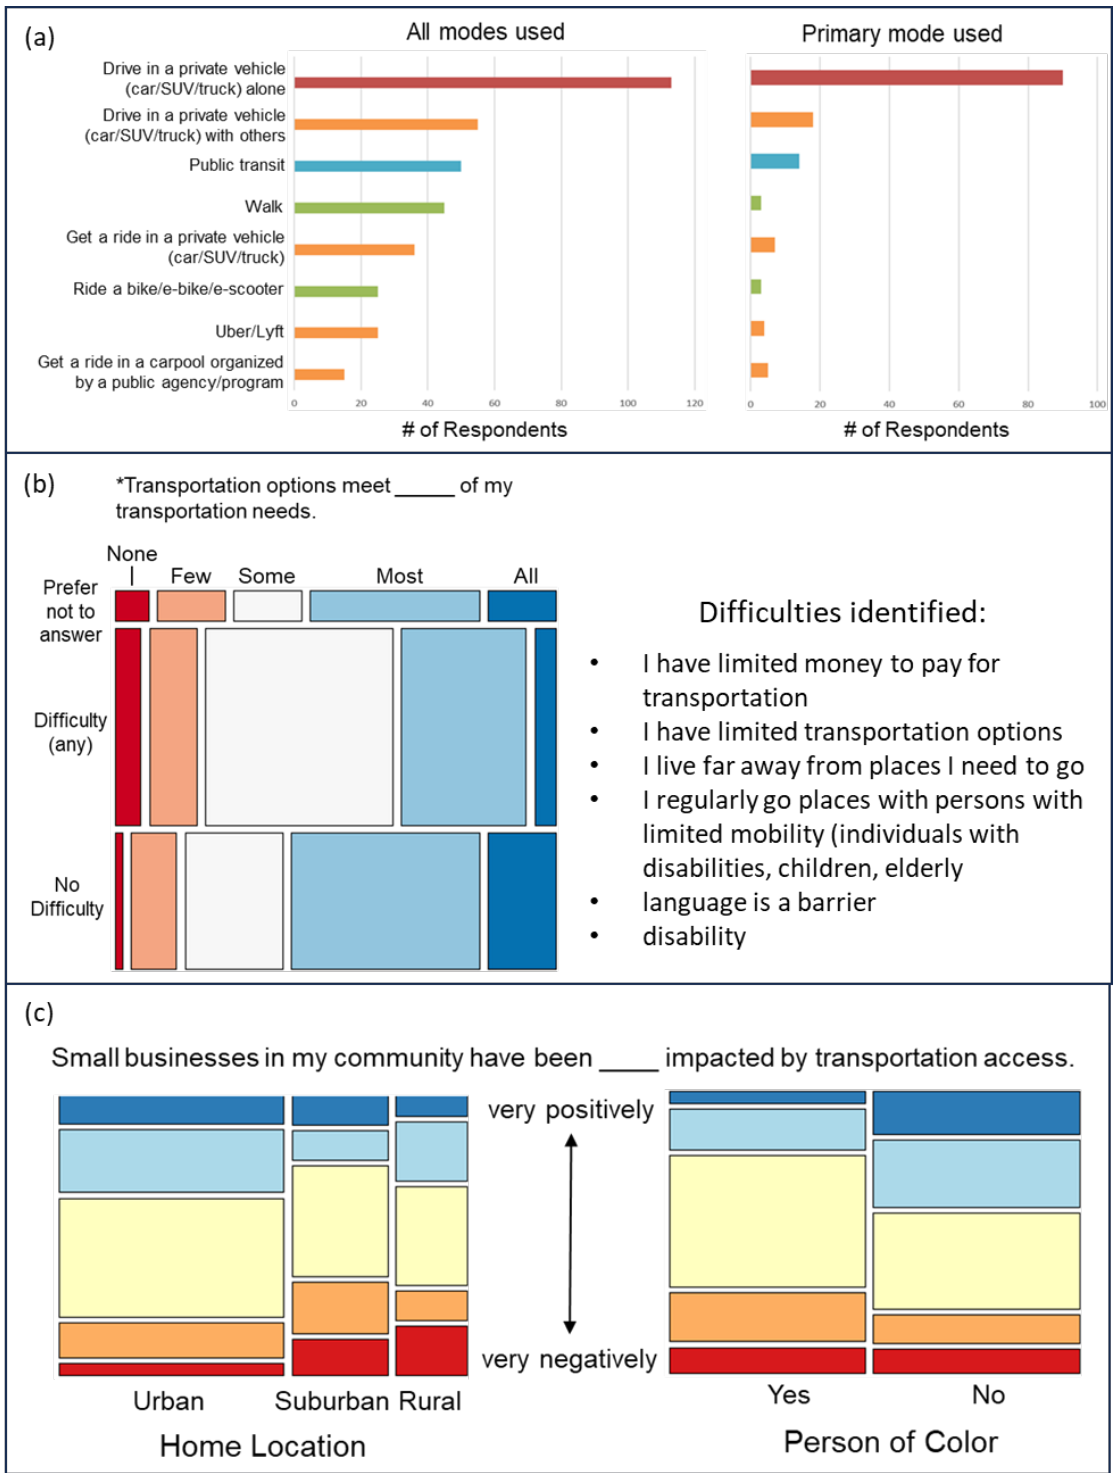 (a)
All modes used
Primary mode used
Drive in a private vehicle
(car/SUV/truck) alone
Drive in a private vehicle
(car/SUV/truck) with others
Public transit
Walk
Get a ride in a private vehicle
(car/SUV/truck)
Ride a bike/e-bike/e-scooter
Uber/Lyft
Get a ride in a carpool organized
by a public agency/program
0 20 40 60 80 100 120
0 20 40 60 80 100
# of Respondents
# of Respondents
(b)
*Transportation options meet _____ of my
transportation needs.
None
Few Some Most All
Prefer
not to
answer
Difficulty
(any)
No
Difficulty
Difficulties identified:
• I have limited money to pay for
transportation
• I have limited transportation options
• I live far away from places I need to go
• I regularly go places with persons with
limited mobility (individuals with
disabilities, children, elderly
• language is a barrier
• disability
(c)
Small businesses in my community have been ____ impacted by transportation access.
very positively
very negatively
Urban Suburban Rural
Home Location
Yes No
Person of Color